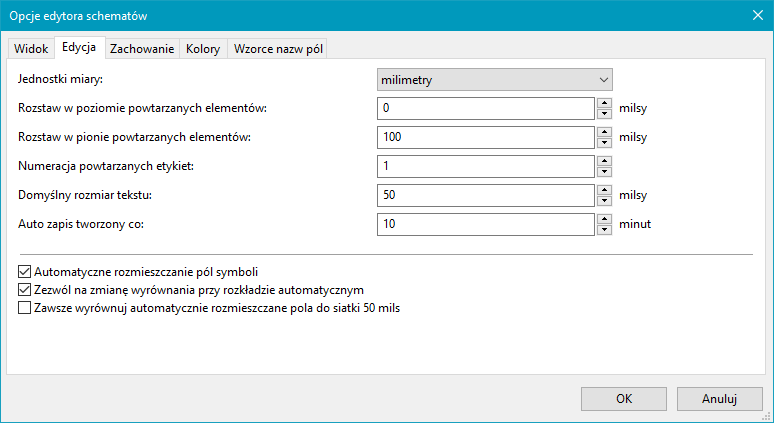 Opcje edytora schematów
Widok Edycja Zachowanie Kolory Wzorce nazw pól
Jednostki miary: milimetry
Rozstaw w poziomie powtarzanych elementów: 0 milsy
Rozstaw w pionie powtarzanych elementów: 100 milsy
Numeracja powtarzanych etykiet: 1
Domyślny rozmiar tekstu: 50 milsy
Auto zapis tworzony co: 10 minut
Automatyczne rozmieszczanie pól symboli
Zezwól na zmianę wyrównania przy rozkładzie automatycznym
Zawsze wyrównuj automatycznie rozmieszczane pola do siatki 50 mils
OK Anuluj